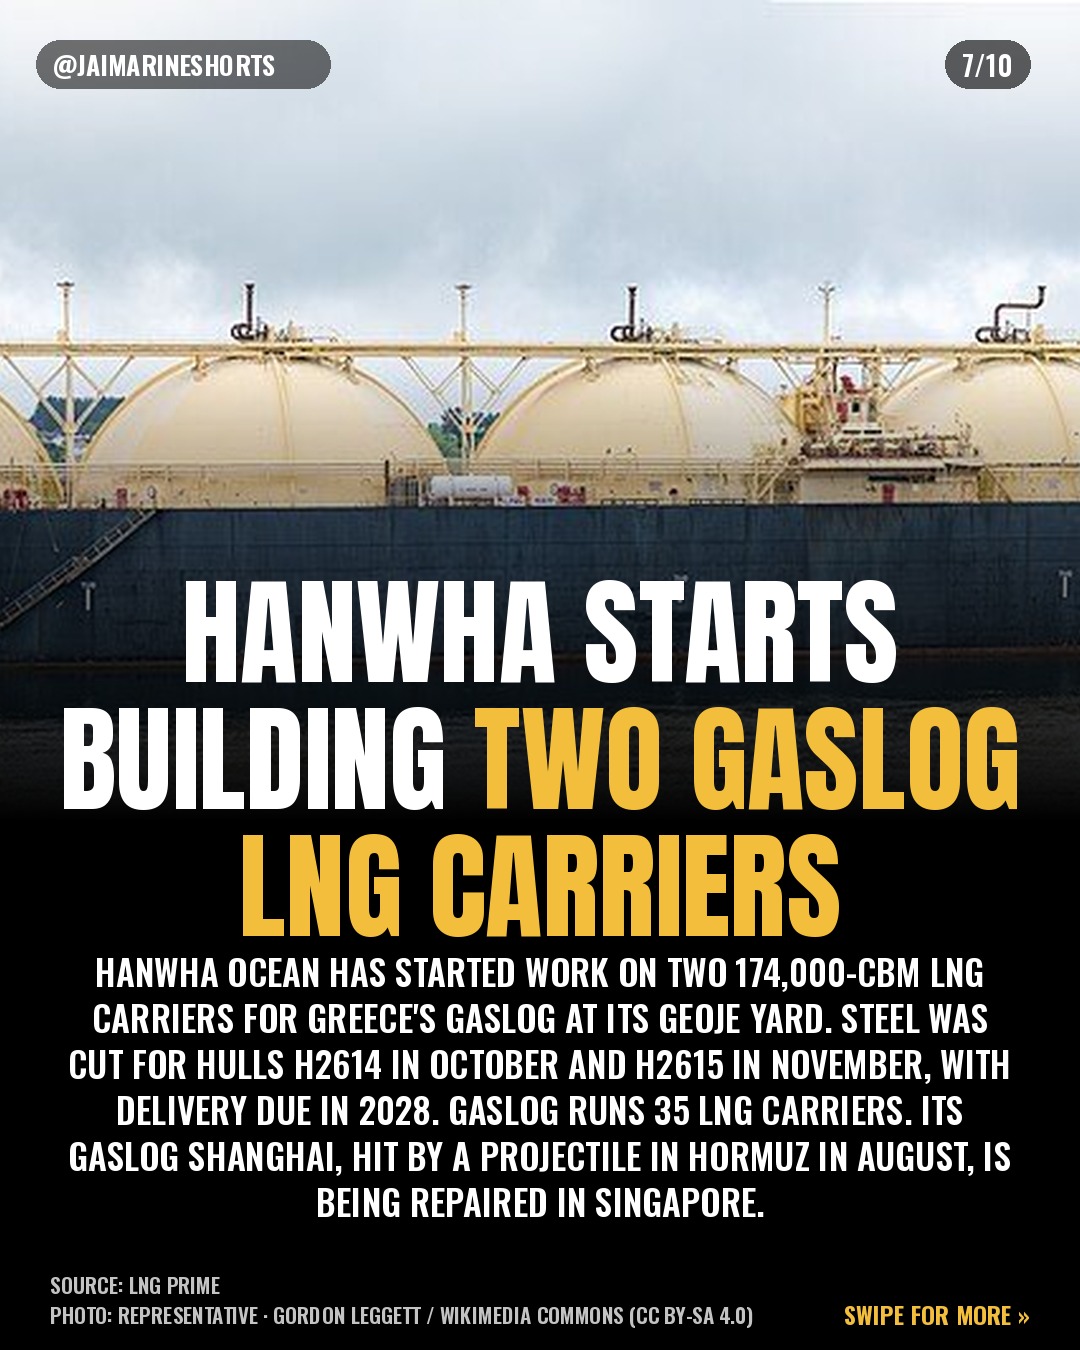 @JAIMARINESHORTS
7/10
HANWHA STARTS
BUILDING TWO GASLOG
LNG CARRIERS
HANWHA OCEAN HAS STARTED WORK ON TWO 174,000-CBM LNG
CARRIERS FOR GREECE'S GASLOG AT ITS GEOJE YARD. STEEL WAS
CUT FOR HULLS H2614 IN OCTOBER AND H2615 IN NOVEMBER, WITH
DELIVERY DUE IN 2028. GASLOG RUNS 35 LNG CARRIERS. ITS
GASLOG SHANGHAI, HIT BY A PROJECTILE IN HORMUZ IN AUGUST, IS
BEING REPAIRED IN SINGAPORE.
SOURCE: LNG PRIME
PHOTO: REPRESENTATIVE · GORDON LEGGETT / WIKIMEDIA COMMONS (CC BY-SA 4.0)
SWIPE FOR MORE »